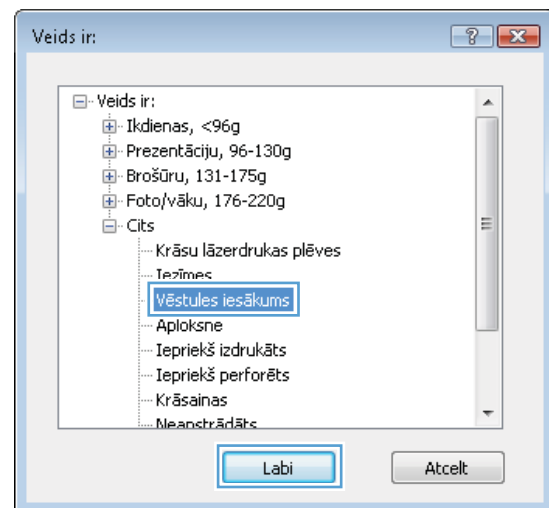 Veids ir:
Veids ir:
Ikdienas, <96g
Prezentāciju, 96-130g
Brošūru, 131-175g
Foto/vāku, 176-220g
Cits
Krāsu lāzerdrukas plēves
Iezīmes
Vēstules iesākums
Aploksne
Iepriekš izdrukāts
Iepriekš perforēts
Krāsainas
Neapstrādāts
Labi
Atcelt